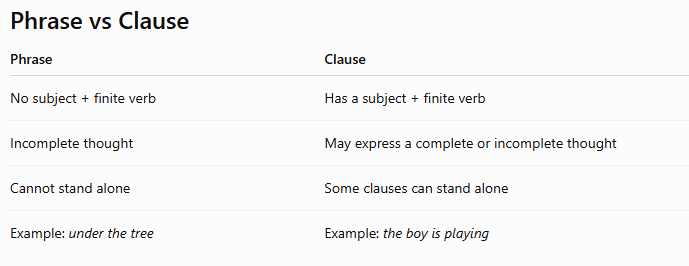 Phrase vs Clause
Phrase Clause
No subject + finite verb Has a subject + finite verb
Incomplete thought May express a complete or incomplete thought
Cannot stand alone Some clauses can stand alone
Example: under the tree Example: the boy is playing